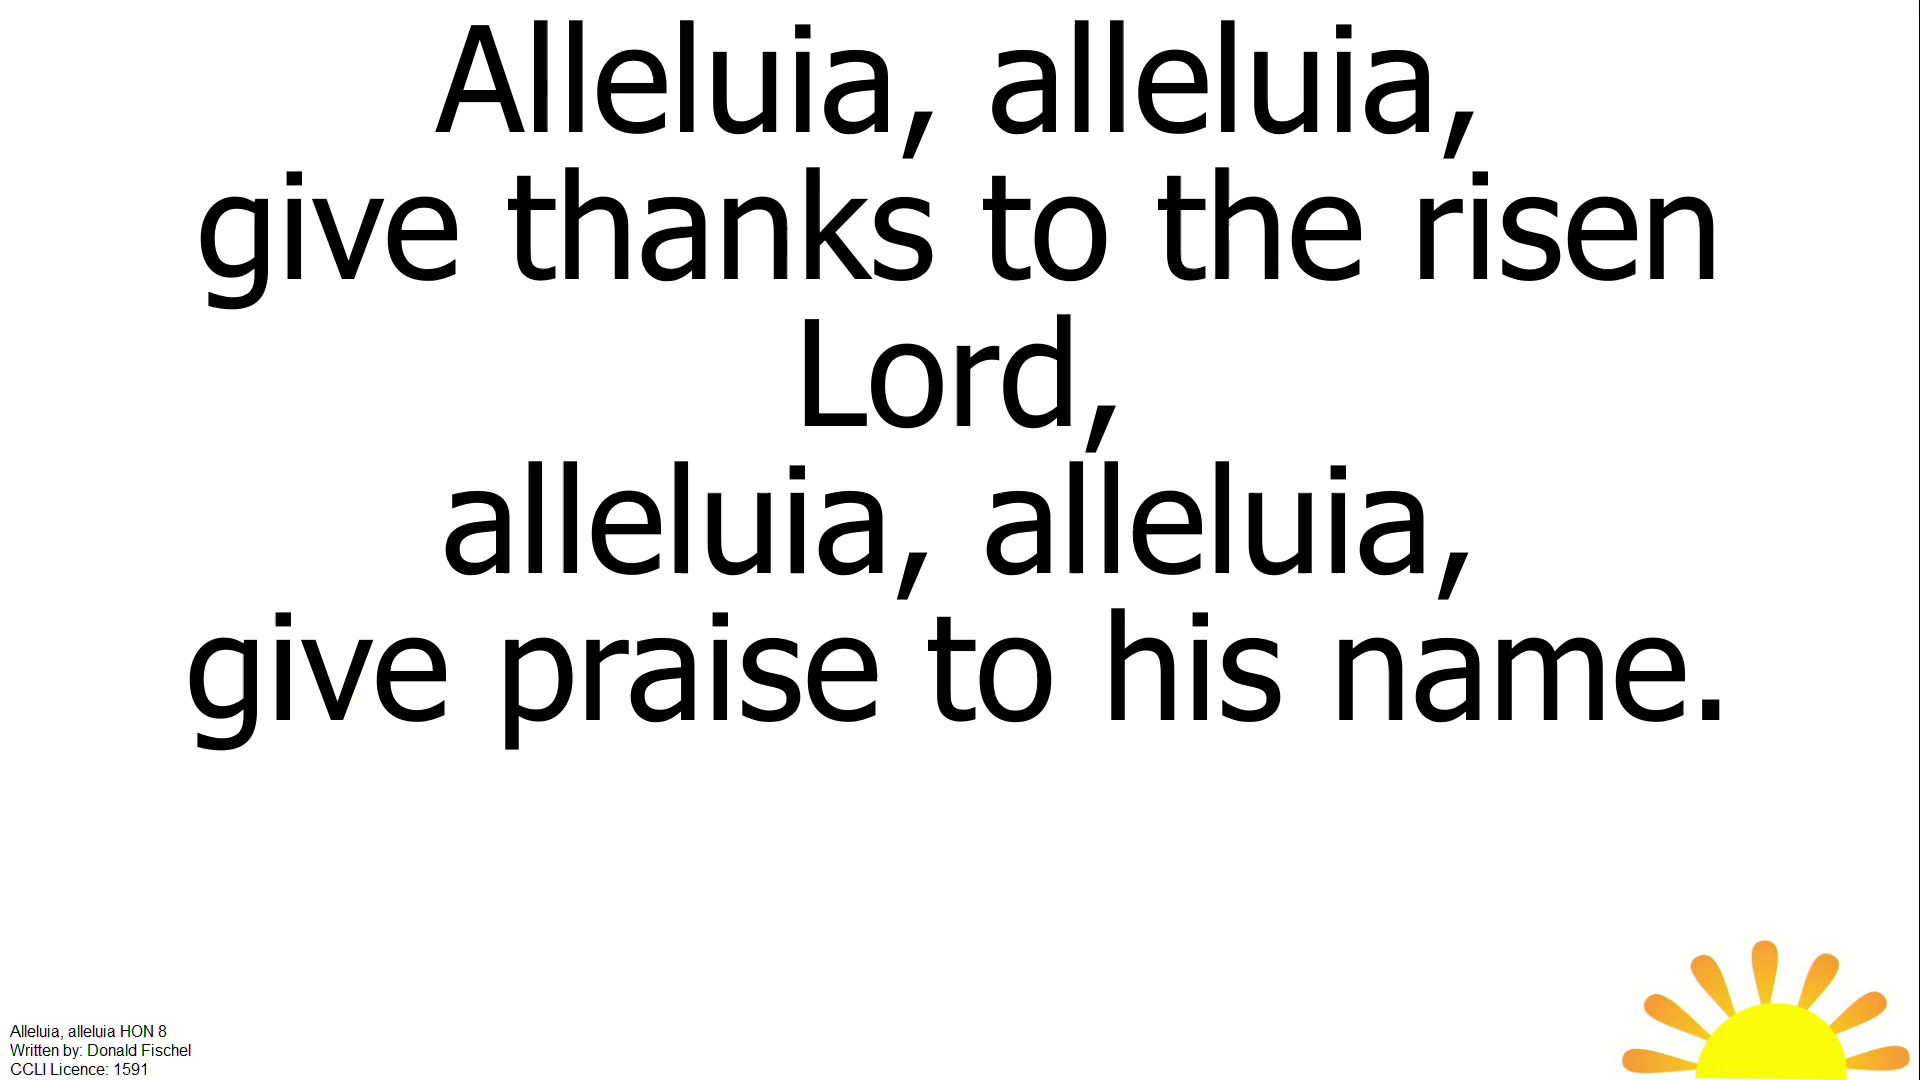 Alleluia, alleluia,
give thanks to the risen
Lord,
alleluia, alleluia,
give praise to his name.
Alleluia, alleluia HON 8
Written by: Donald Fischel
CCLI Licence: 1591